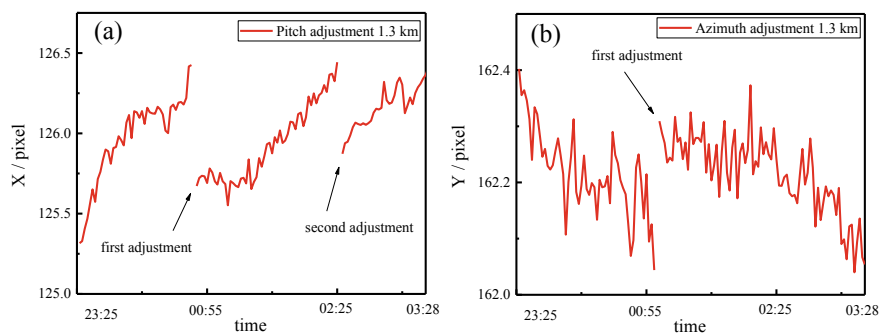 (a)
Pitch adjustment 1.3 km
126.5
126.0
125.5
125.0
X / pixel
first adjustment
second adjustment
23:25
00:55
02:25
03:28
time
(b)
Azimuth adjustment 1.3 km
first adjustment
162.4
162.2
162.0
Y / pixel
23:25
00:55
02:25
03:28
time